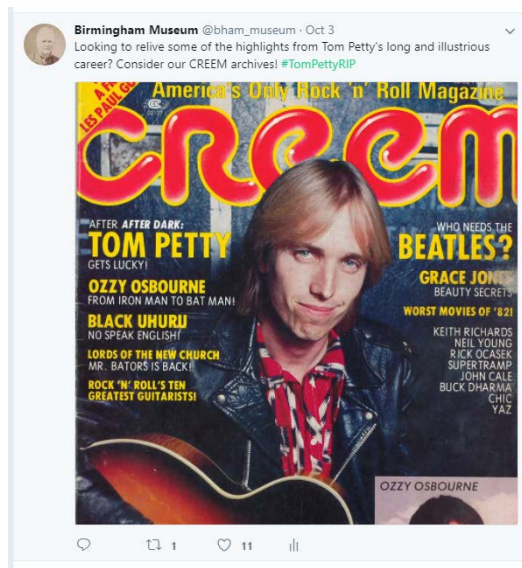 Birmingham Museum @bham_museum · Oct 3
Looking to relive some of the highlights from Tom Petty's long and illustrious
career? Consider our CREEM archives! #TomPettyRIP
LES PAUL
America's Only Rock 'n' Roll Magazine
CREEM
AFTER AFTER DARK:
TOM PETTY
GETS LUCKY!
OZZY OSBOURNE
FROM IRON MAN TO BAT MAN!
BLACK UHURU
NO SPEAK ENGLISH!
LORDS OF THE NEW CHURCH
MR. BATORS IS BACK!
ROCK 'N' ROLL'S TEN
GREATEST GUITARISTS!
WHO NEEDS THE
BEATLES?
GRACE JONES
BEAUTY SECRETS
WORST MOVIES OF '82!
KEITH RICHARDS
NEIL YOUNG
RICK OCASEK
SUPERTRAMP
JOHN CALE
BUCK DHARMA
CHIC
YAZ
OZZY OSBOURNE
1
11